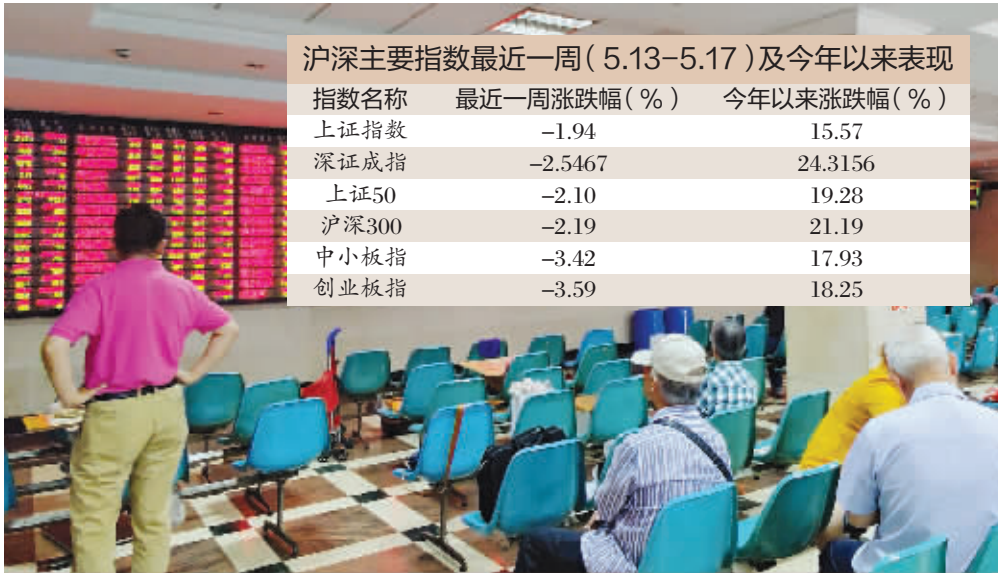 沪深主要指数最近一周(5.13-5.17)及今年以来表现
指数名称 最近一周涨跌幅(%) 今年以来涨跌幅(%)
上证指数 -1.94 15.57
深证成指 -2.5467 24.3156
上证50 -2.10 19.28
沪深300 -2.19 21.19
中小板指 -3.42 17.93
创业板指 -3.59 18.25